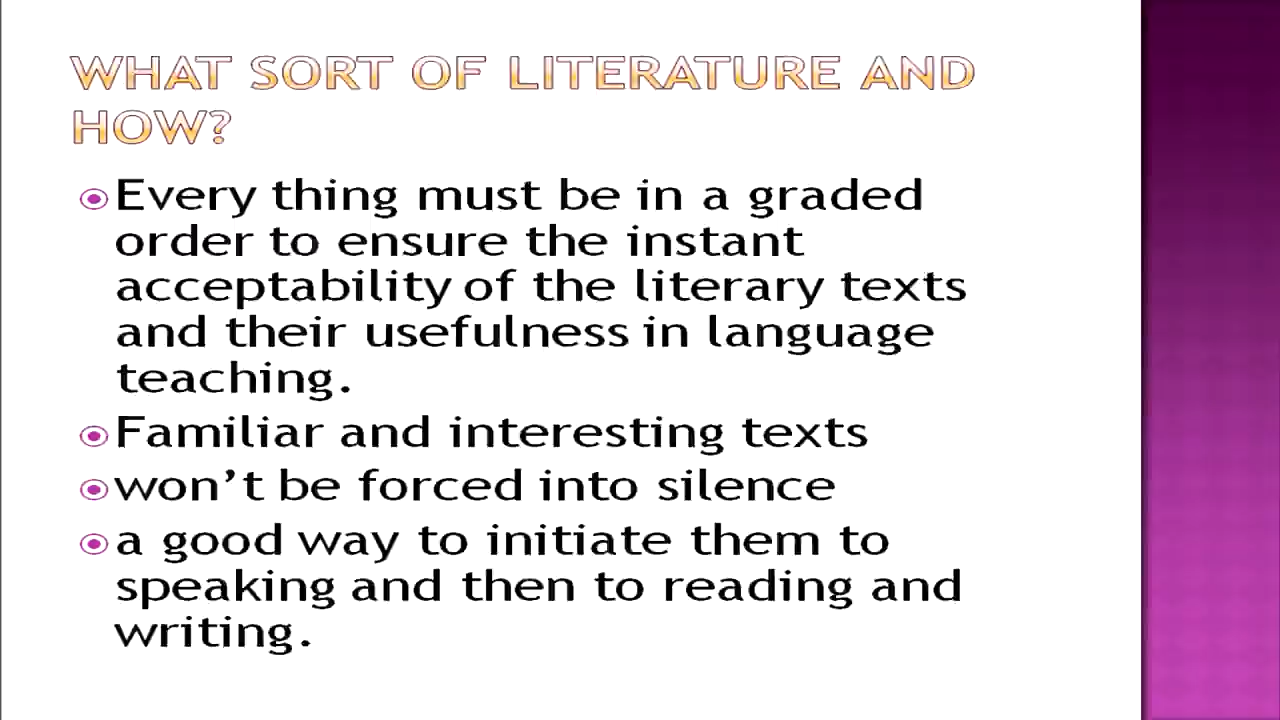 WHAT SORT OF LITERATURE AND
HOW?
Every thing must be in a graded
order to ensure the instant
acceptability of the literary texts
and their usefulness in language
teaching.
Familiar and interesting texts
won't be forced into silence
a good way to initiate them to
speaking and then to reading and
writing.